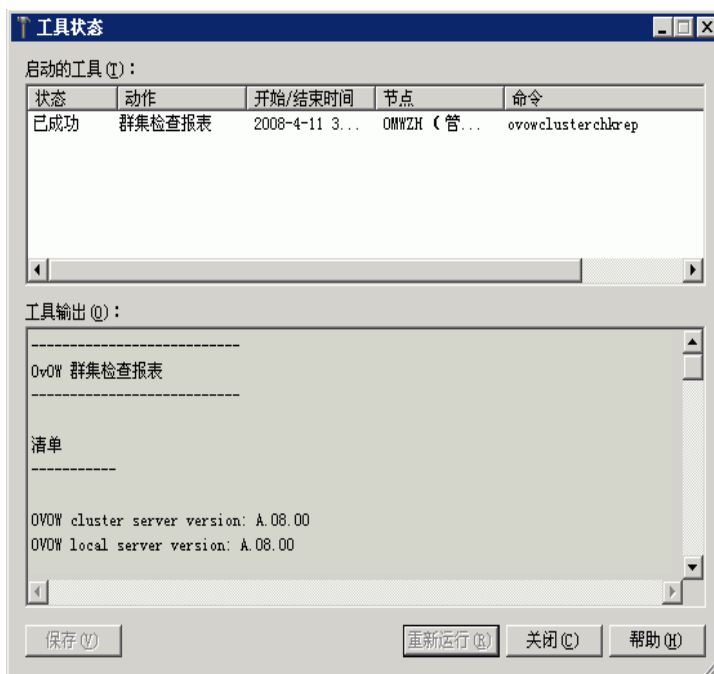 工具状态
启动的工具(T)：
状态 动作 开始/结束时间 节点 命令
已成功 群集检查报表 2008-4-11 3... OMWZH (管... ovowclusterchkrep
工具输出(O)：
---------------------------
OvOW 群集检查报表
---------------------------
清单
-----------
OVOW cluster server version: A.08.00
OVOW local server version: A.08.00
保存(V) 重新运行(R) 关闭(C) 帮助(H)